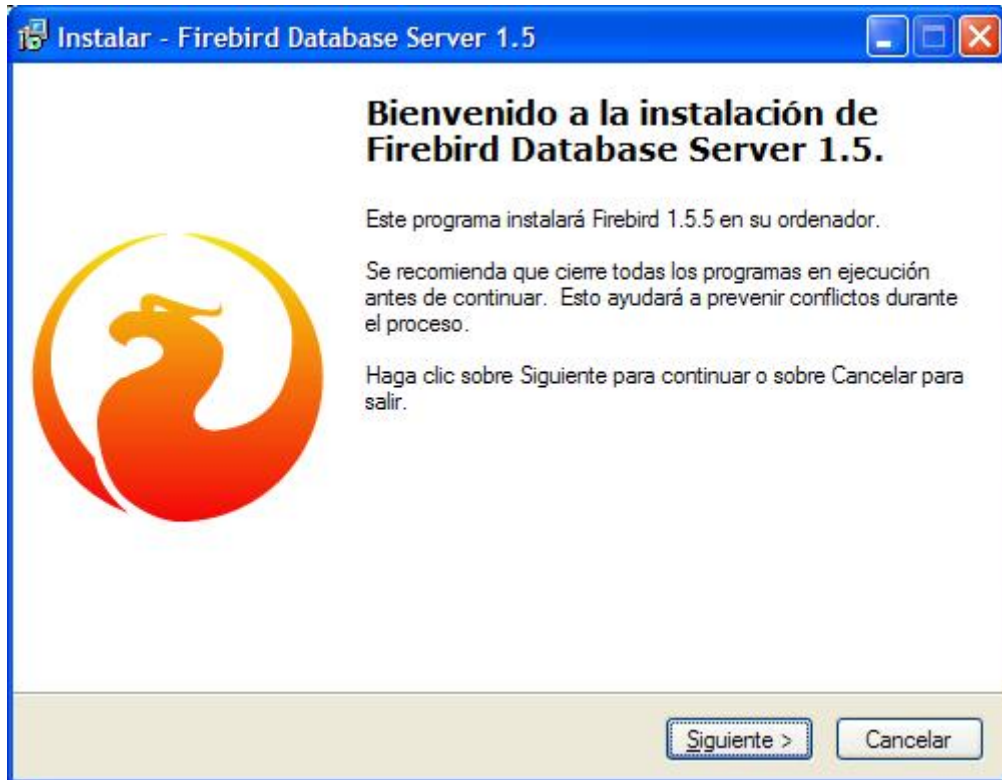 Instalar - Firebird Database Server 1.5
Bienvenido a la instalación de
Firebird Database Server 1.5.
Este programa instalará Firebird 1.5.5 en su ordenador.
Se recomienda que cierre todas los programas en ejecución
antes de continuar.  Esto ayudará a prevenir conflictos durante
el proceso.
Haga clic sobre Siguiente para continuar o sobre Cancelar para
salir.
Siguiente >
Cancelar